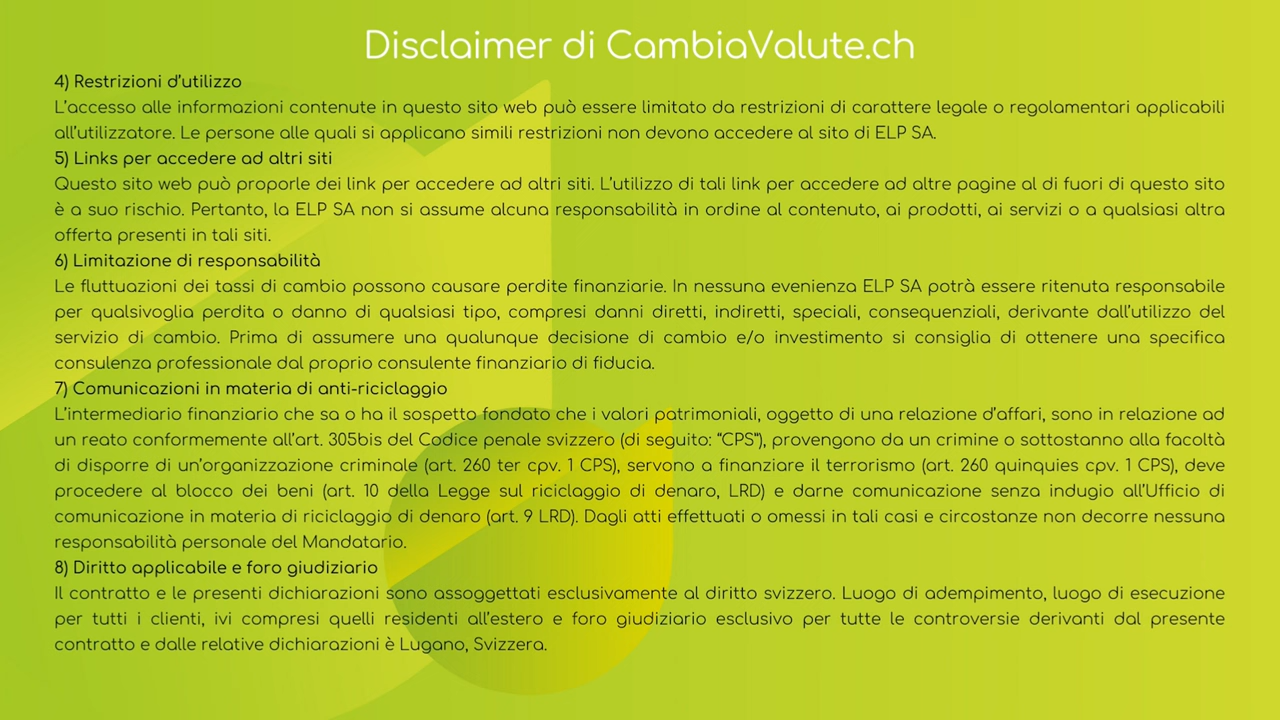 Disclaimer di CambiaValute.ch
4) Restrizioni d'utilizzo
L'accesso alle informazioni contenute in questo sito web può essere limitato da restrizioni di carattere legale o regolamentari applicabili
all'utilizzatore. Le persone alle quali si applicano simili restrizioni non devono accedere al sito di ELP SA.
5) Links per accedere ad altri siti
Questo sito web può proporle dei link per accedere ad altri siti. L'utilizzo di tali link per accedere ad altre pagine al di fuori di questo sito
è a suo rischio. Pertanto, la ELP SA non si assume alcuna responsabilità in ordine al contenuto, ai prodotti, ai servizi o a qualsiasi altra
offerta presenti in tali siti.
6) Limitazione di responsabilità
Le fluttuazioni dei tassi di cambio possono causare perdite finanziarie. In nessuna evenienza ELP SA potrà essere ritenuta responsabile
per qualsivoglia perdita o danno di qualsiasi tipo, compresi danni diretti, indiretti, speciali, consequenziali, derivante dall'utilizzo del
servizio di cambio. Prima di assumere una qualunque decisione di cambio e/o investimento si consiglia di ottenere una specifica
consulenza professionale dal proprio consulente finanziario di fiducia.
7) Comunicazioni in materia di anti-riciclaggio
L'intermediario finanziario che sa o ha il sospetto fondato che i valori patrimoniali, oggetto di una relazione d'affari, sono in relazione ad
un reato conformemente all'art. 305bis del Codice penale svizzero (di seguito: “CPS”), provengono da un crimine o sottostanno alla facoltà
di disporre di un'organizzazione criminale (art. 260 ter cpv. 1 CPS), servono a finanziare il terrorismo (art. 260 quinquies cpv. 1 CPS), deve
procedere al blocco dei beni (art. 10 della Legge sul riciclaggio di denaro, LRD) e darne comunicazione senza indugio all'Ufficio di
comunicazione in materia di riciclaggio di denaro (art. 9 LRD). Dagli atti effettuati o omessi in tali casi e circostanze non decorre nessuna
responsabilità personale del Mandatario.
8) Diritto applicabile e foro giudiziario
Il contratto e le presenti dichiarazioni sono assoggettati esclusivamente al diritto svizzero. Luogo di adempimento, luogo di esecuzione
per tutti i clienti, ivi compresi quelli residenti all'estero e foro giudiziario esclusivo per tutte le controversie derivanti dal presente
contratto e dalle relative dichiarazioni è Lugano, Svizzera.